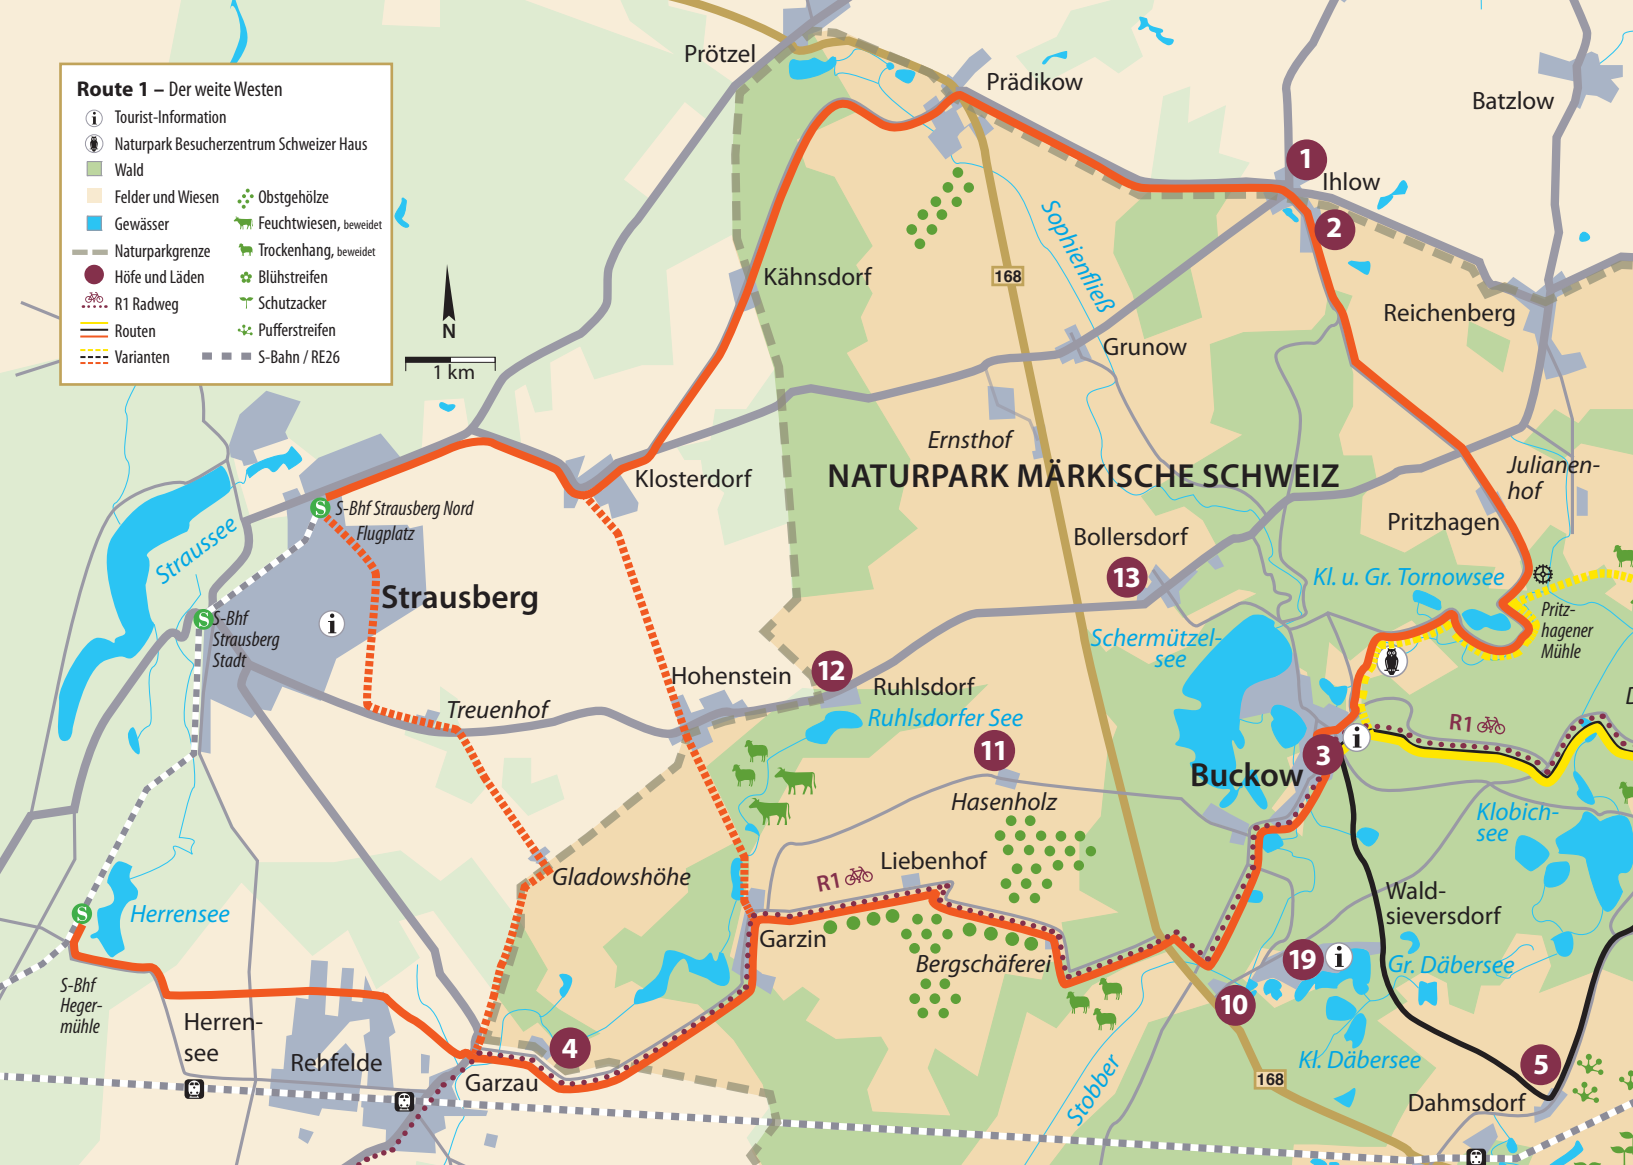 Route 1 – Der weite Westen
Tourist-Information
Naturpark Besucherzentrum Schweizer Haus
Wald
Felder und Wiesen
Gewässer
Naturparkgrenze
Höfe und Läden
R1 Radweg
Routen
Varianten
Obstgehölze
Feuchtwiesen, beweidet
Trockenhang, beweidet
Blühstreifen
Schutzacker
Pufferstreifen
S-Bahn / RE26
N
1 km
Prötzel
Prädikow
Batzlow
1
Ihlow
2
Sophienfließ
Kähnsdorf
168
Reichenberg
Grunow
Ernsthof
NATURPARK MÄRKISCHE SCHWEIZ
Klosterdorf
Julianen-
hof
S
S-Bhf Strausberg Nord
Flugplatz
Straussee
Pritzhagen
Bollersdorf
13
Kl. u. Gr. Tornowsee
Strausberg
i
S
S-Bhf
Strausberg
Stadt
Pritz-
hagener
Mühle
Schermützel-
see
Hohenstein
12
Ruhlsdorf
Ruhlsdorfer See
Treuenhof
R1
i
3
11
Buckow
Hasenholz
Klobich-
see
Liebenhof
R1
Gladowshöhe
Wald-
sieversdorf
S
Herrensee
Garzin
Bergschäferei
19
i
Gr. Däbersee
S-Bhf
Heger-
mühle
10
Herren-
see
Rehfelde
4
Garzau
Kl. Däbersee
5
168
Stobber
Dahmsdorf
D